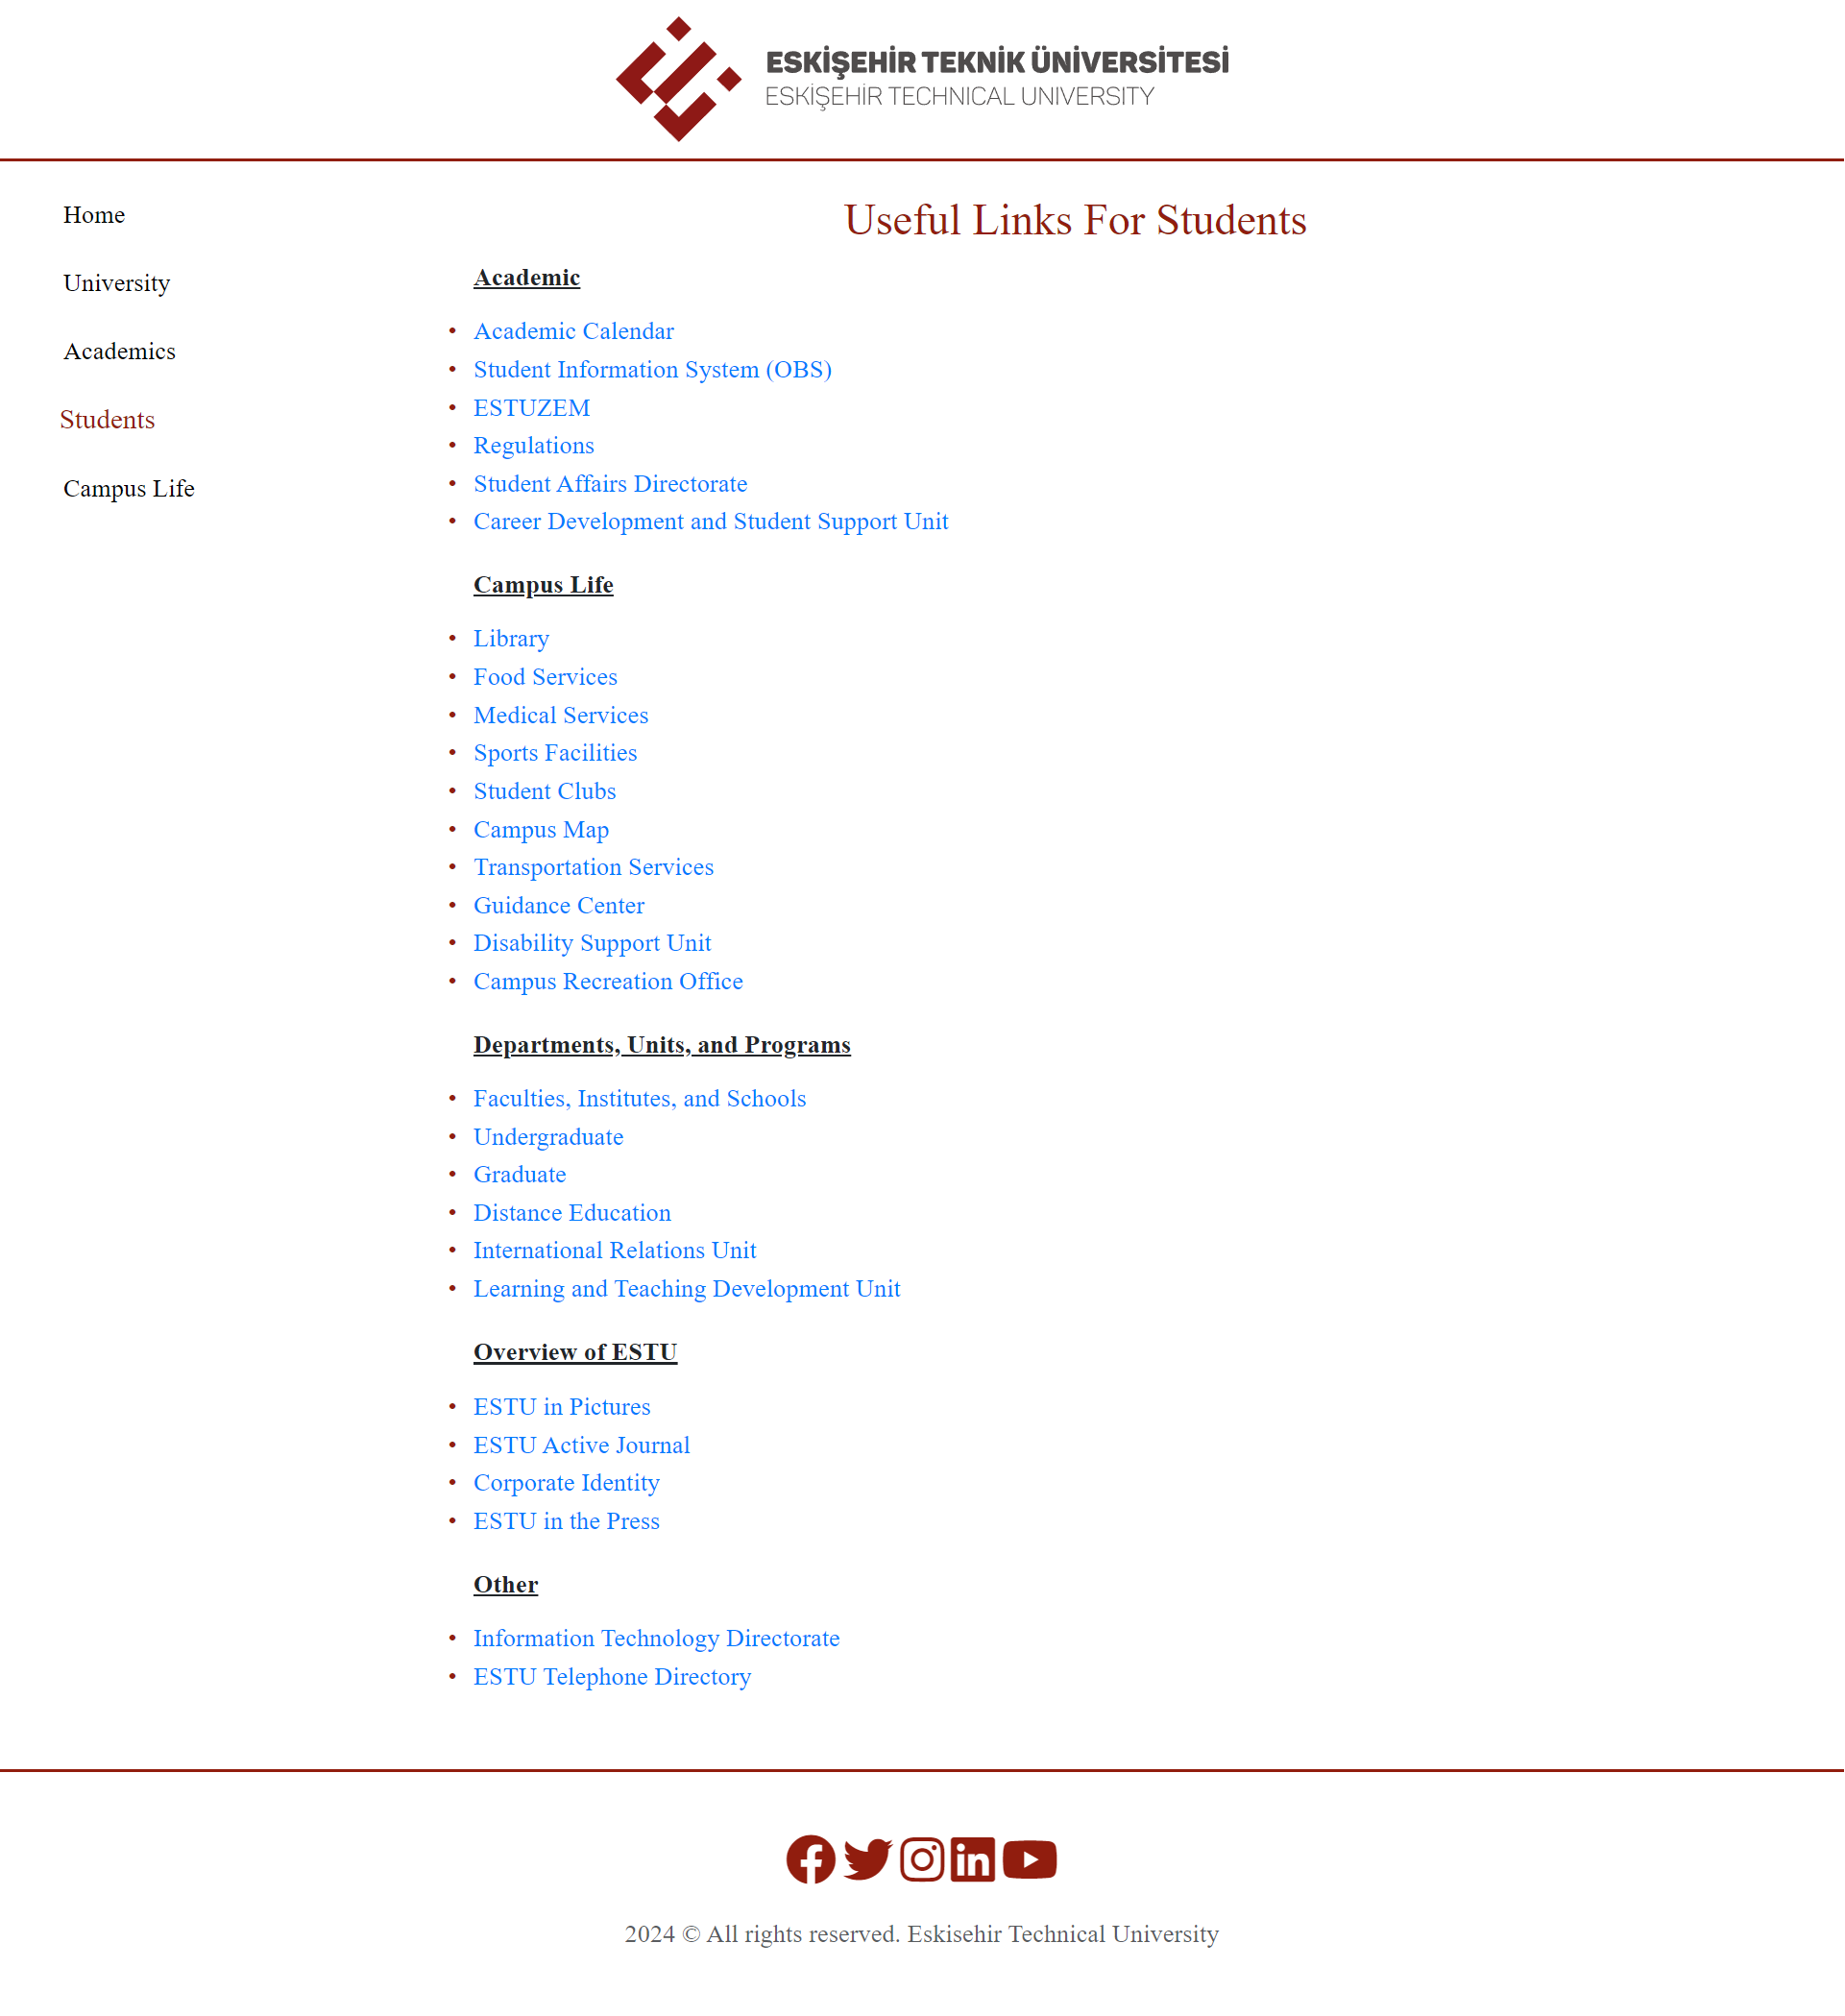 ESKİŞEHİR TEKNİK ÜNİVERSİTESİ
ESKİŞEHİR TECHNICAL UNIVERSITY
Home
University
Academics
Students
Campus Life
Useful Links For Students
Academic
• Academic Calendar
• Student Information System (OBS)
• ESTUZEM
• Regulations
• Student Affairs Directorate
• Career Development and Student Support Unit
Campus Life
• Library
• Food Services
• Medical Services
• Sports Facilities
• Student Clubs
• Campus Map
• Transportation Services
• Guidance Center
• Disability Support Unit
• Campus Recreation Office
Departments, Units, and Programs
• Faculties, Institutes, and Schools
• Undergraduate
• Graduate
• Distance Education
• International Relations Unit
• Learning and Teaching Development Unit
Overview of ESTU
• ESTU in Pictures
• ESTU Active Journal
• Corporate Identity
• ESTU in the Press
Other
• Information Technology Directorate
• ESTU Telephone Directory
2024 © All rights reserved. Eskisehir Technical University